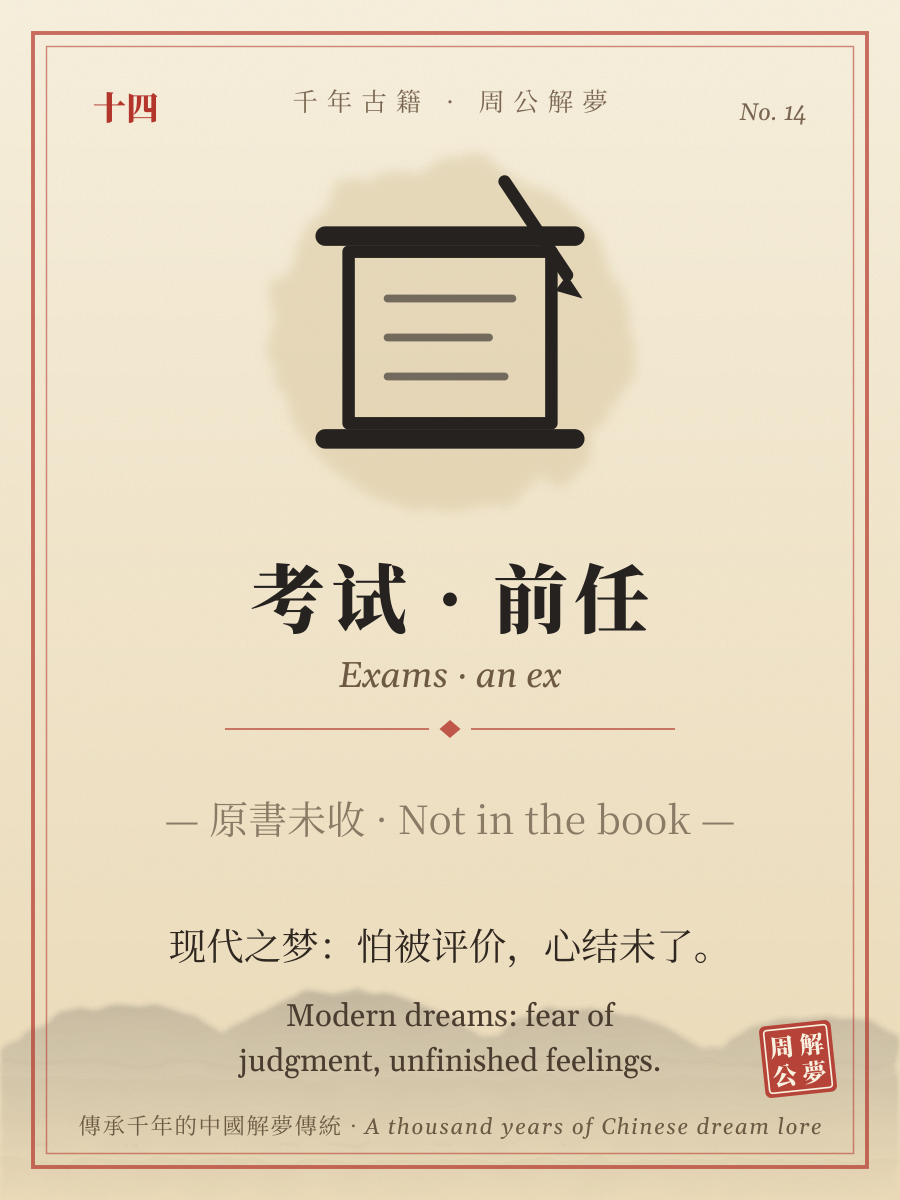 十四
千年古籍 · 周公解夢
No. 14
考试 · 前任
Exams · an ex
— 原書未收 · Not in the book —
现代之梦：怕被评价，心结未了。
Modern dreams: fear of
judgment, unfinished feelings.
周解
公夢
傳承千年的中國解夢傳統 · A thousand years of Chinese dream lore